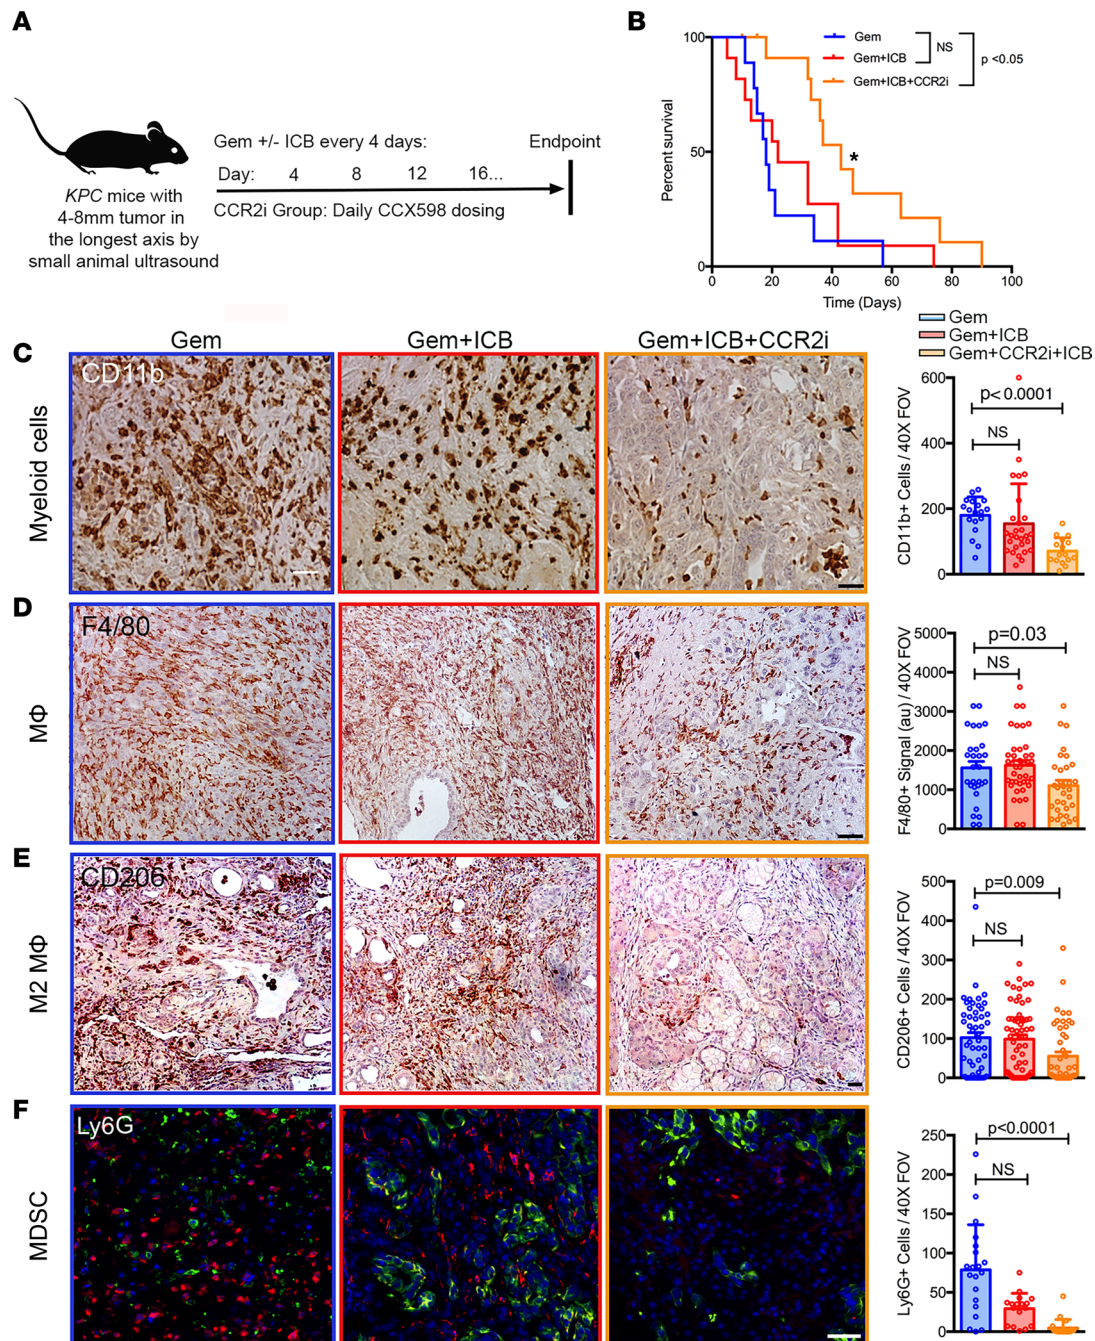 A
Gem +/- ICB every 4 days:
Endpoint
Day: 4 8 12 16...
CCR2i Group: Daily CCX598 dosing
KPC mice with
4-8mm tumor in
the longest axis by
small animal ultrasound
B
Percent survival
100
50
0
0 20 40 60 80 100
Time (Days)
Gem
Gem+ICB
Gem+ICB+CCR2i
NS
p <0.05
*
Gem
Gem+ICB
Gem+CCR2i+ICB
Gem
Gem+ICB
Gem+ICB+CCR2i
C
Myeloid cells
CD11b
CD11b+ Cells / 40X FOV
600
400
200
0
p< 0.0001
NS
D
MΦ
F4/80
F4/80+ Signal (au) / 40X FOV
5000
4000
3000
2000
1000
0
p=0.03
NS
E
M2 MΦ
CD206
CD206+ Cells / 40X FOV
500
400
300
200
100
0
p=0.009
NS
F
MDSC
Ly6G
Ly6G+ Cells / 40X FOV
250
200
150
100
50
0
p<0.0001
NS